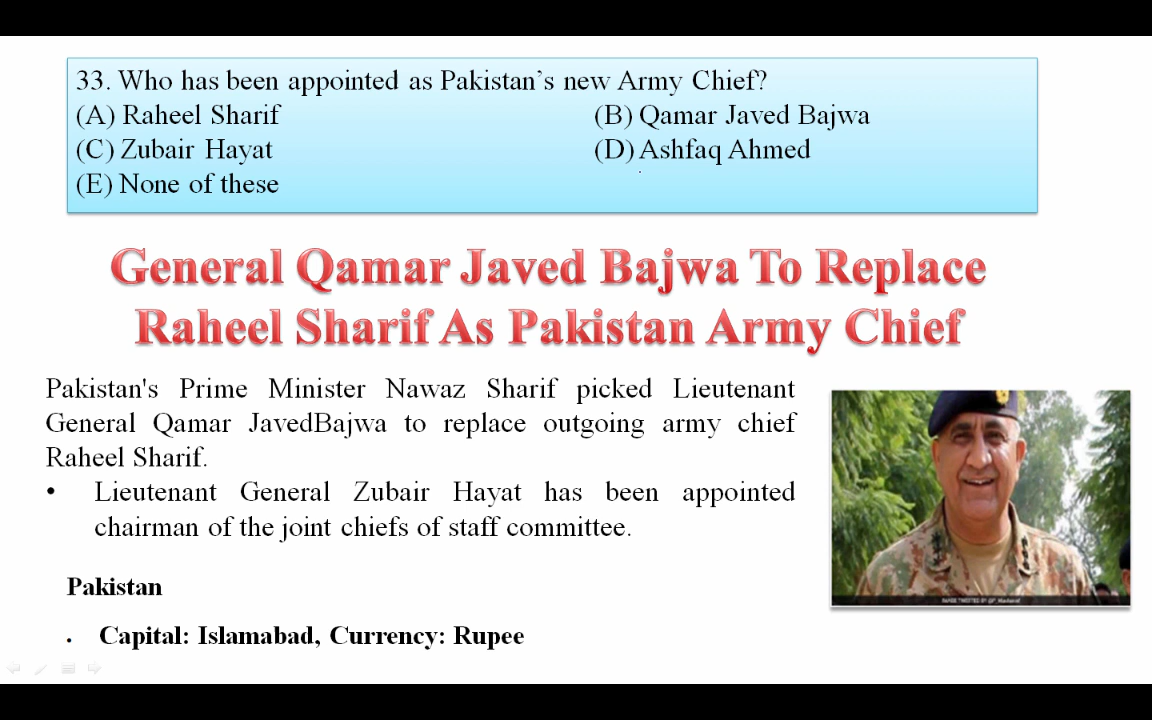 33. Who has been appointed as Pakistan's new Army Chief?
(A) Raheel Sharif (B) Qamar Javed Bajwa
(C) Zubair Hayat (D) Ashfaq Ahmed
(E) None of these
General Qamar Javed Bajwa To Replace
Raheel Sharif As Pakistan Army Chief
Pakistan's Prime Minister Nawaz Sharif picked Lieutenant
General Qamar JavedBajwa to replace outgoing army chief
Raheel Sharif.
• Lieutenant General Zubair Hayat has been appointed
chairman of the joint chiefs of staff committee.
Pakistan
• Capital: Islamabad, Currency: Rupee